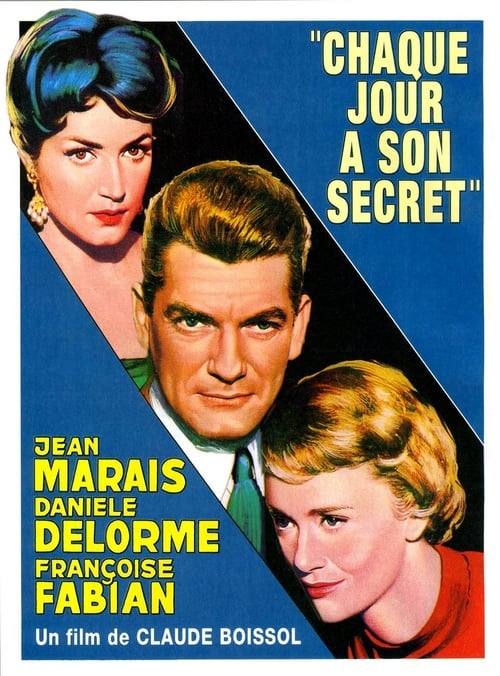 "CHAQUE
JOUR
A SON
SECRET"
JEAN
MARAIS
DANIELE
DELORME
FRANÇOISE
FABIAN
Un film de CLAUDE BOISSOL